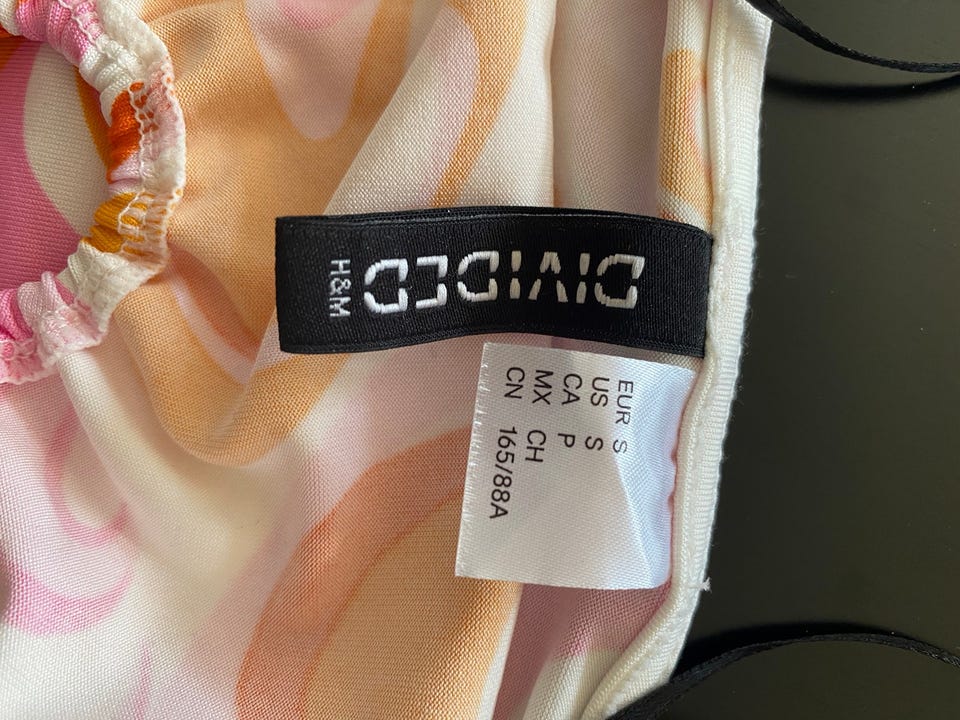 DIVIDED
H&M
EUR S
US S
CA P
MX CH
CN 165/88A